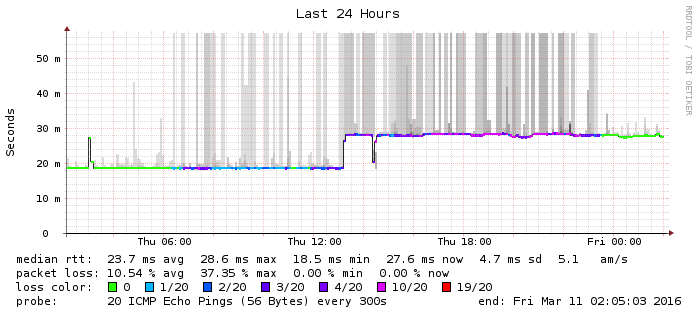 Last 24 Hours
RRDTOOL / TOBI OETIKER
Seconds
50 m
40 m
30 m
20 m
10 m
0
Thu 06:00 Thu 12:00 Thu 18:00 Fri 00:00
median rtt: 23.7 ms avg 28.6 ms max 18.5 ms min 27.6 ms now 4.7 ms sd 5.1 am/s
packet loss: 10.54 % avg 37.35 % max 0.00 % min 0.00 % now
loss color: 0 1/20 2/20 3/20 4/20 10/20 19/20
probe: 20 ICMP Echo Pings (56 Bytes) every 300s end: Fri Mar 11 02:05:03 2016